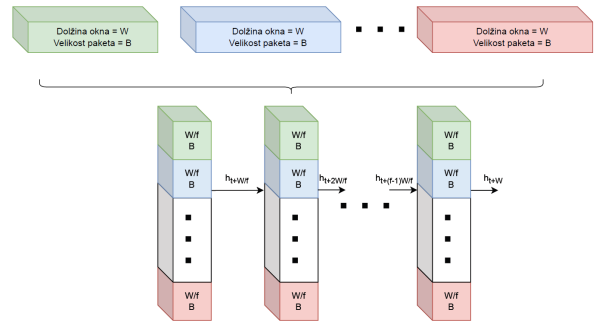 Dolžina okna = W
Velikost paketa = B
Dolžina okna = W
Velikost paketa = B
Dolžina okna = W
Velikost paketa = B
W/f
B
W/f
B
W/f
B
W/f
B
h_{t+W/f}
W/f
B
h_{t+2W/f}
h_{t+(f-1)W/f}
W/f
B
h_{t+W}
W/f
B
W/f
B
W/f
B